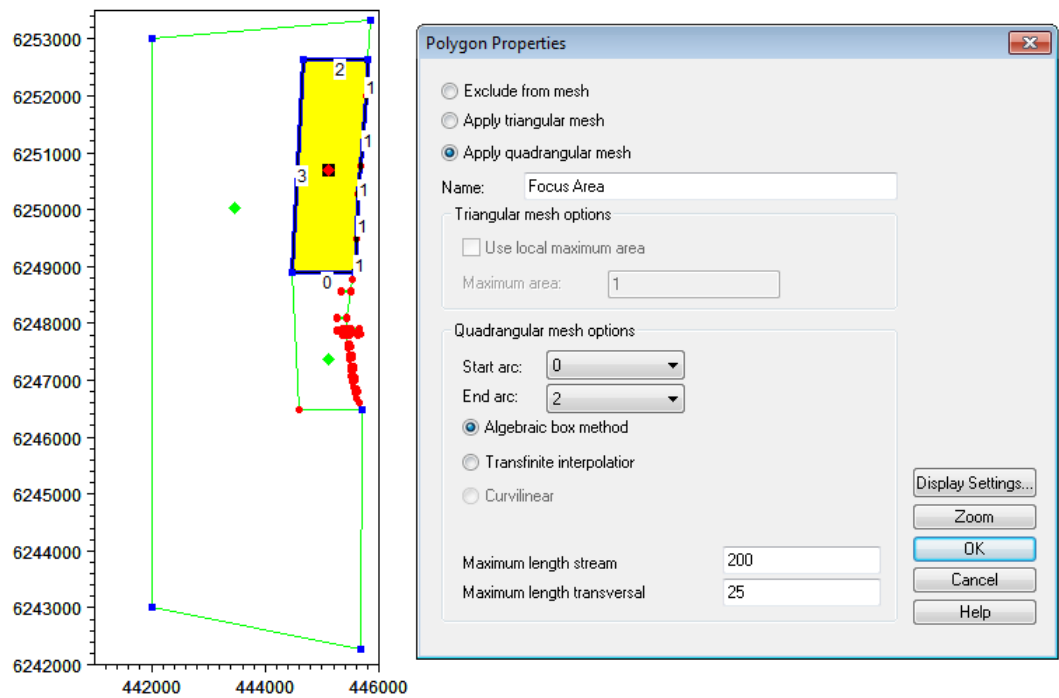 6253000
6252000
6251000
6250000
6249000
6248000
6247000
6246000
6245000
6244000
6243000
6242000
442000 444000 446000
2
1
1
3
1
1
1
0
Polygon Properties
Exclude from mesh
Apply triangular mesh
Apply quadrangular mesh
Name: Focus Area
Triangular mesh options
Use local maximum area
Maximum area: 1
Quadrangular mesh options
Start arc: 0
End arc: 2
Algebraic box method
Transfinite interpolatior
Curvilinear
Maximum length stream 200
Maximum length transversal 25
Display Settings...
Zoom
OK
Cancel
Help